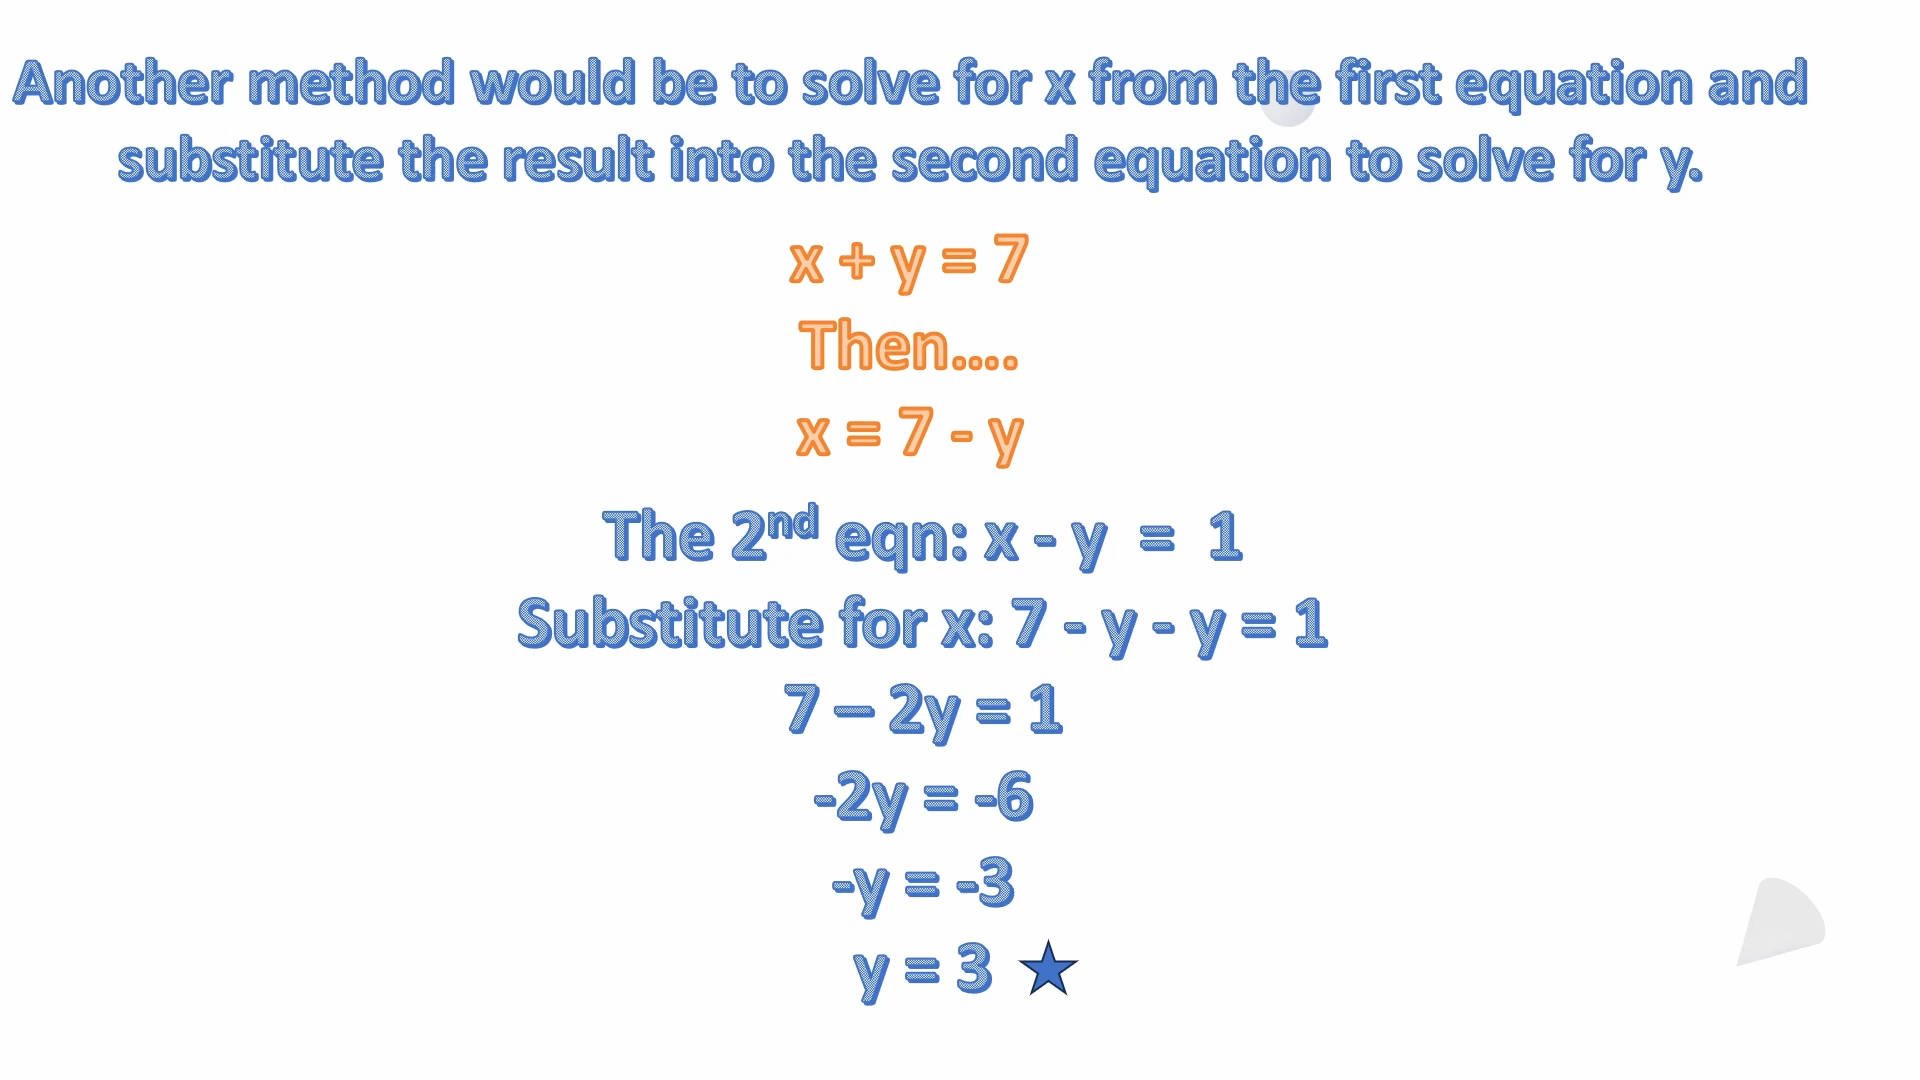 Another method would be to solve for x from the first equation and
substitute the result into the second equation to solve for y.
x + y = 7
Then....
x = 7 - y
The 2nd eqn: x - y = 1
Substitute for x: 7 - y - y = 1
7 – 2y = 1
-2y = -6
-y = -3
y = 3